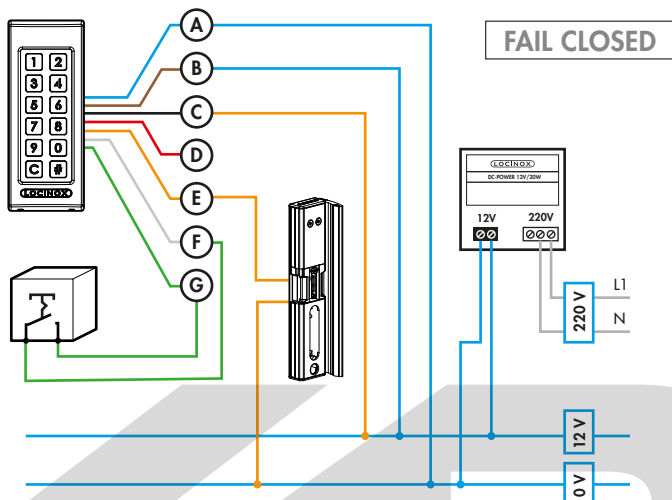 FAIL CLOSED
1 2
3 4
5 6
7 8
9 0
C #
LOCINOX
A
B
C
D
E
F
G
LOCINOX
DC-POWER 12V/20W
12V 220V
220 V
L1
N
12 V
0 V